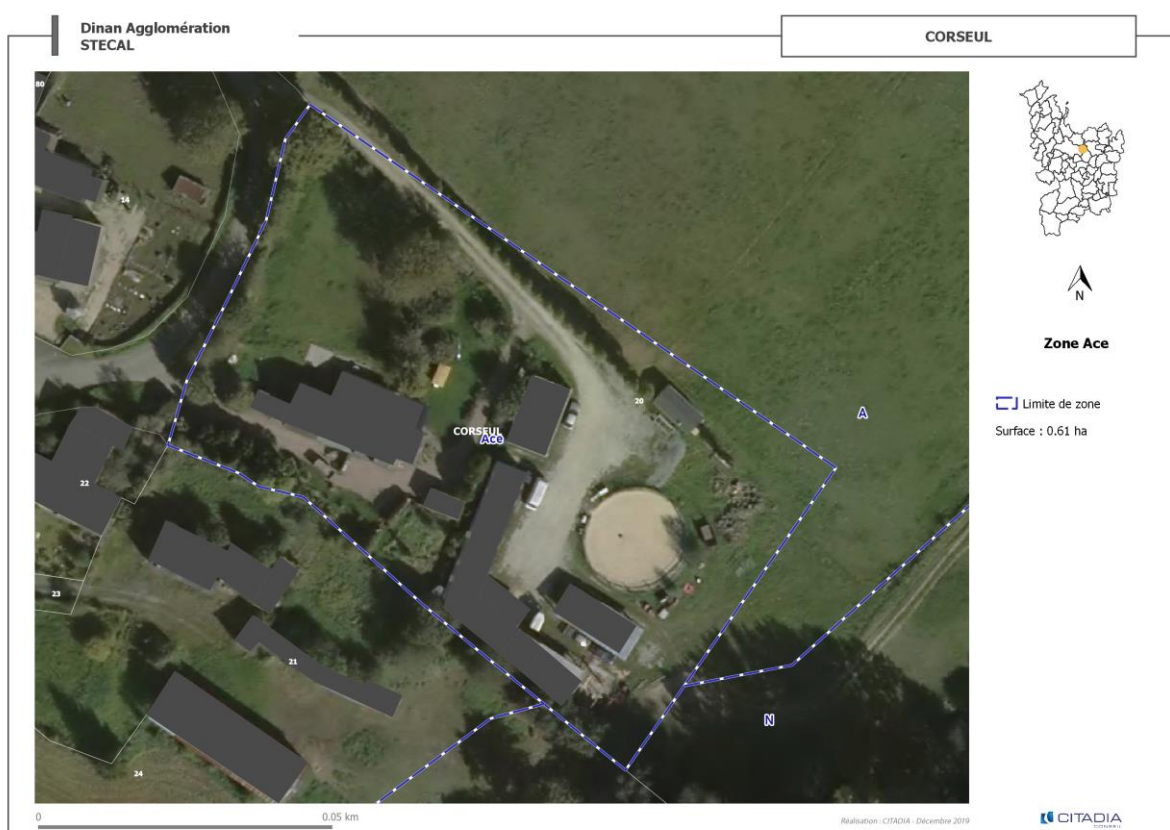 Dinan Agglomération
STECAL
CORSEUL
80
14
N
Zone Ace
Limite de zone
Surface : 0.61 ha
20
A
CORSEUL
Ace
22
23
21
N
24
0
0.05 km
Réalisation : CITADIA - Décembre 2019
CITADIA
CONSEIL